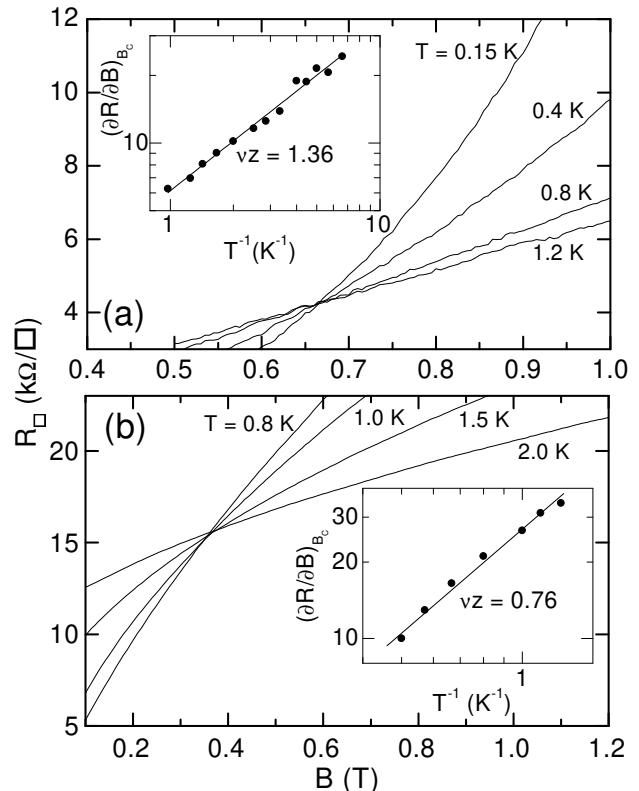 12
10
8
6
4
R□ (kΩ/□)
(a)
T = 0.15 K
0.4 K
0.8 K
1.2 K
(∂R/∂B)Bc
10
νz = 1.36
1
10
T⁻¹(K⁻¹)
0.4 0.5 0.6 0.7 0.8 0.9 1.0
(b)
T = 0.8 K
1.0 K
1.5 K
2.0 K
20
15
10
5
(∂R/∂B)Bc
30
20
10
νz = 0.76
1
T⁻¹ (K⁻¹)
0.2 0.4 0.6 0.8 1.0 1.2
B (T)